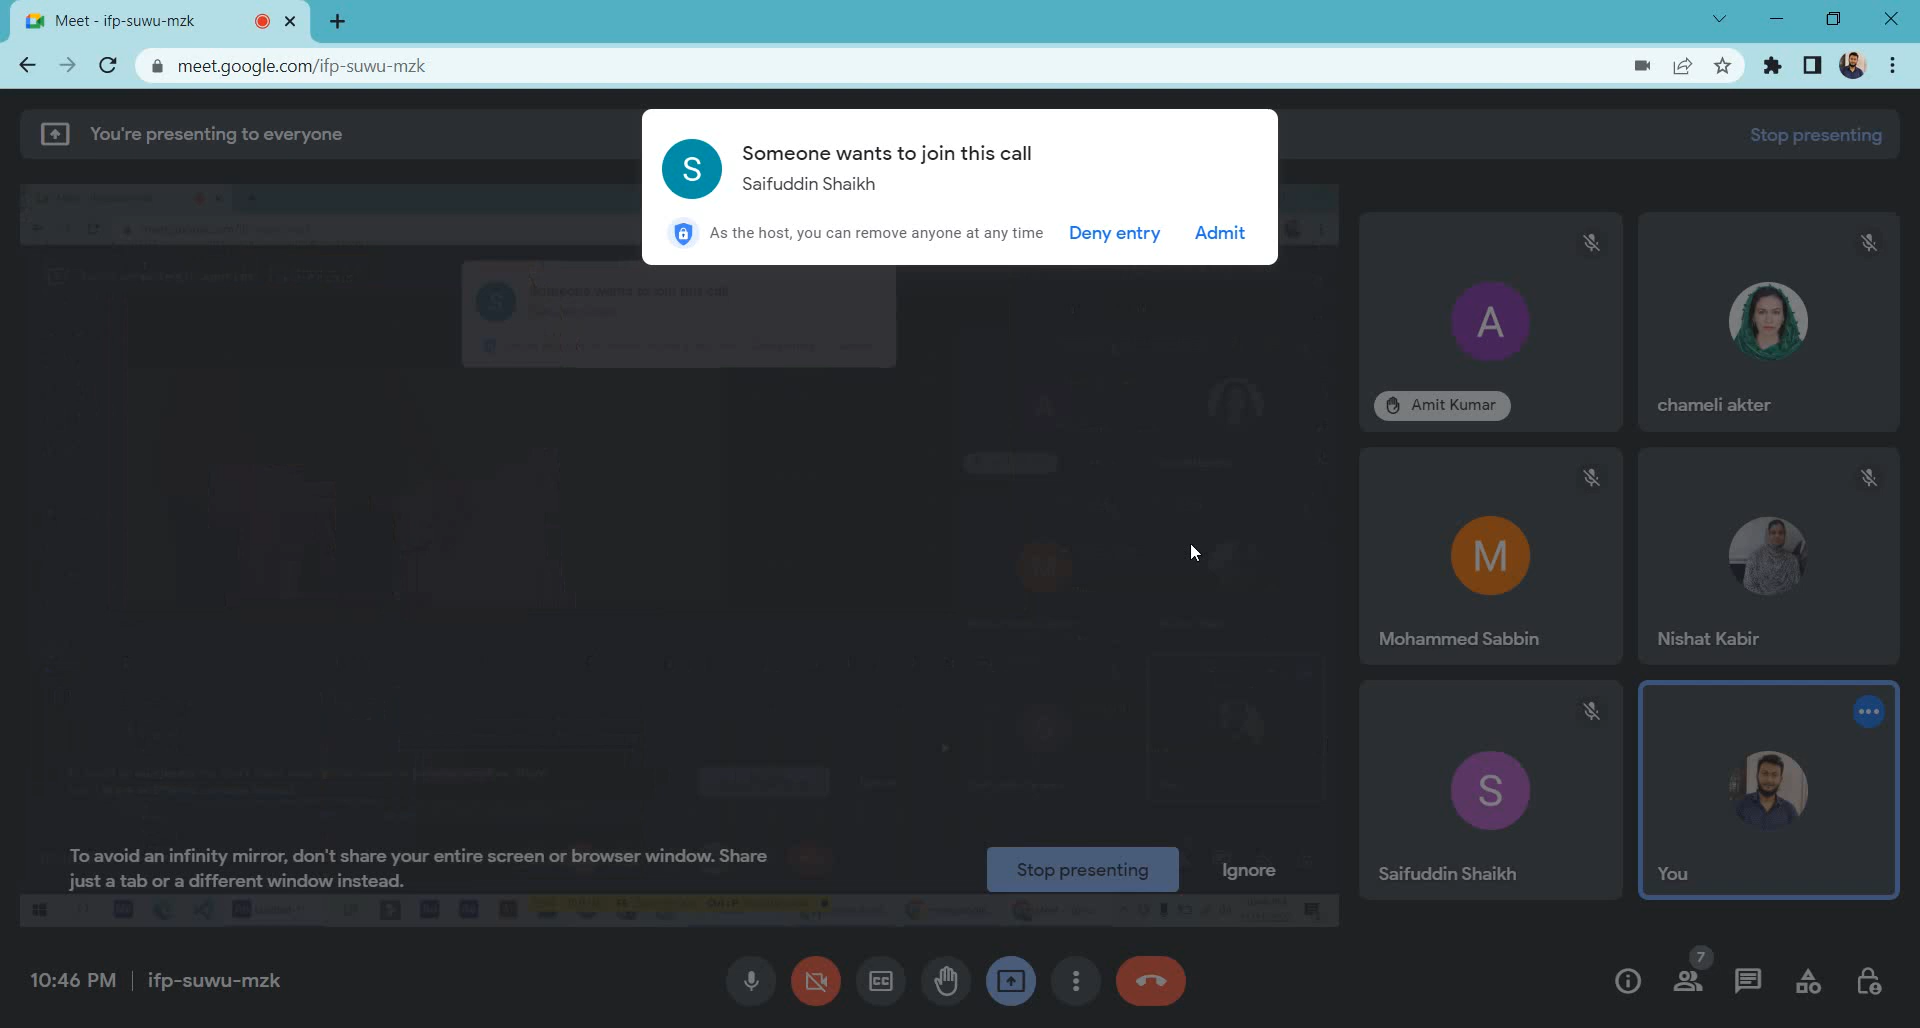 Meet - ifp-suwu-mzk
meet.google.com/ifp-suwu-mzk
You're presenting to everyone
Stop presenting
S
Someone wants to join this call
Saifuddin Shaikh
As the host, you can remove anyone at any time
Deny entry
Admit
A
Amit Kumar
chameli akter
M
Mohammed Sabbin
Nishat Kabir
S
Saifuddin Shaikh
You
To avoid an infinity mirror, don't share your entire screen or browser window. Share
just a tab or a different window instead.
Stop presenting
Ignore
10:46 PM
ifp-suwu-mzk
CC
7